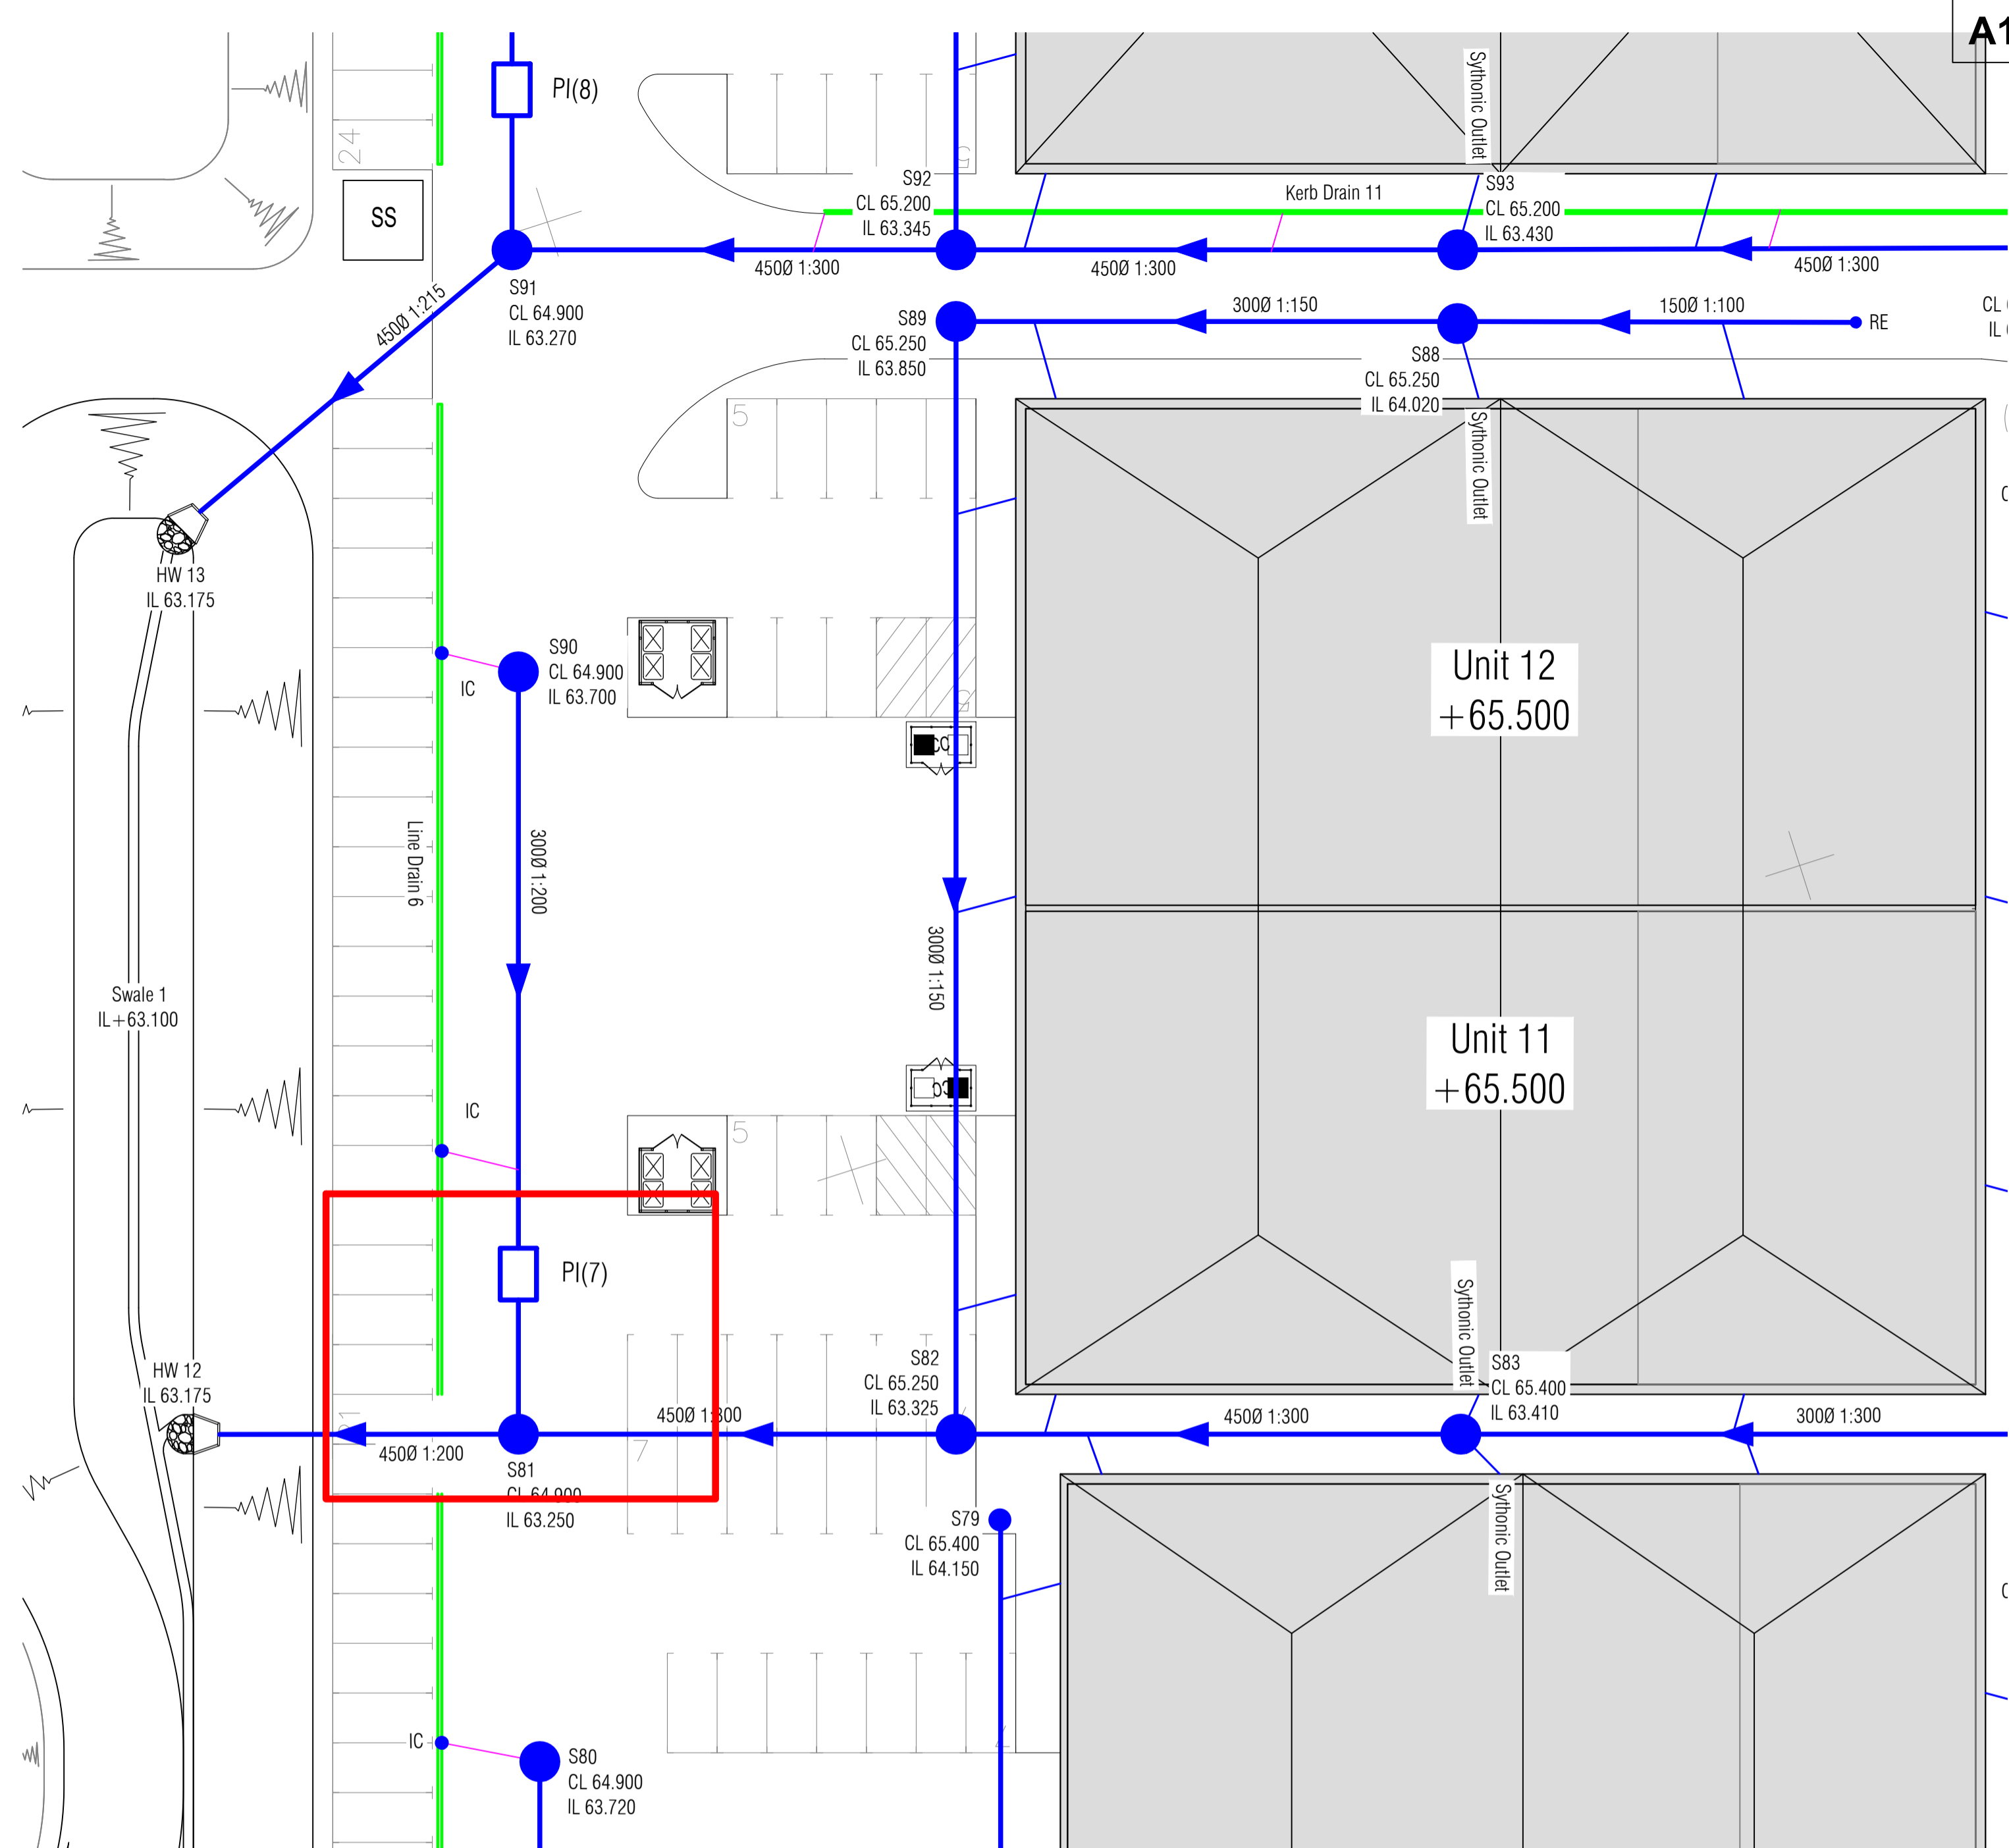 A1
PI(8)
24
SS
Sythonic Outlet
S92
CL 65.200
IL 63.345
Kerb Drain 11
S93
CL 65.200
IL 63.430
450Ø 1:300
450Ø 1:300
450Ø 1:300
S91
CL 64.900
IL 63.270
450Ø 1:215
S89
CL 65.250
IL 63.850
300Ø 1:150
150Ø 1:100
RE
S88
CL 65.250
IL 64.020
5
Sythonic Outlet
HW 13
IL 63.175
S90
CL 64.900
IL 63.700
IC
Unit 12
+65.500
5
Line Drain 6
300Ø 1:200
300Ø 1:150
Swale 1
IL+63.100
Unit 11
+65.500
IC
5
PI(7)
Sythonic Outlet
HW 12
IL 63.175
S82
CL 65.250
IL 63.325
S83
CL 65.400
IL 63.410
450Ø 1:300
450Ø 1:300
300Ø 1:300
450Ø 1:200
7
S81
CL 64.900
IL 63.250
Sythonic Outlet
S79
CL 65.400
IL 64.150
IC
S80
CL 64.900
IL 63.720